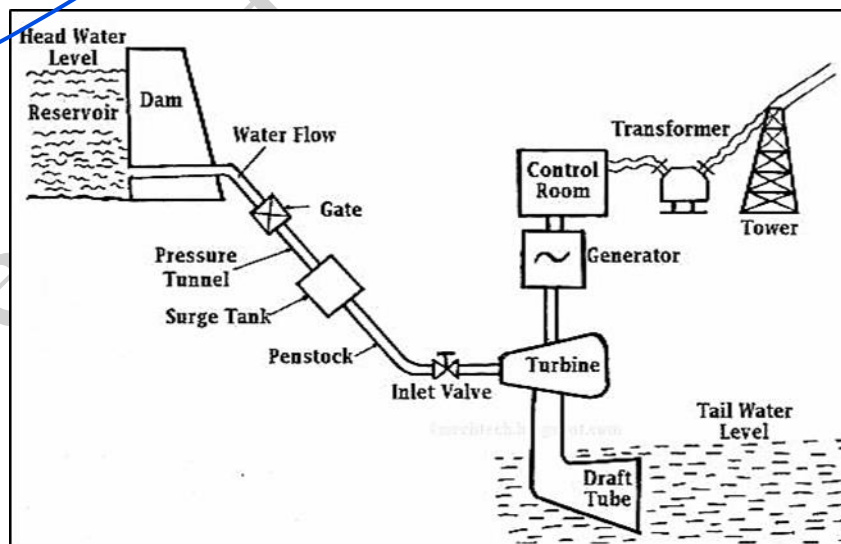 Head Water
Level
Reservoir
Dam
Water Flow
Gate
Pressure
Tunnel
Surge Tank
Penstock
Inlet Valve
Turbine
Generator
Control
Room
Transformer
Tower
Tail Water
Level
Draft
Tube